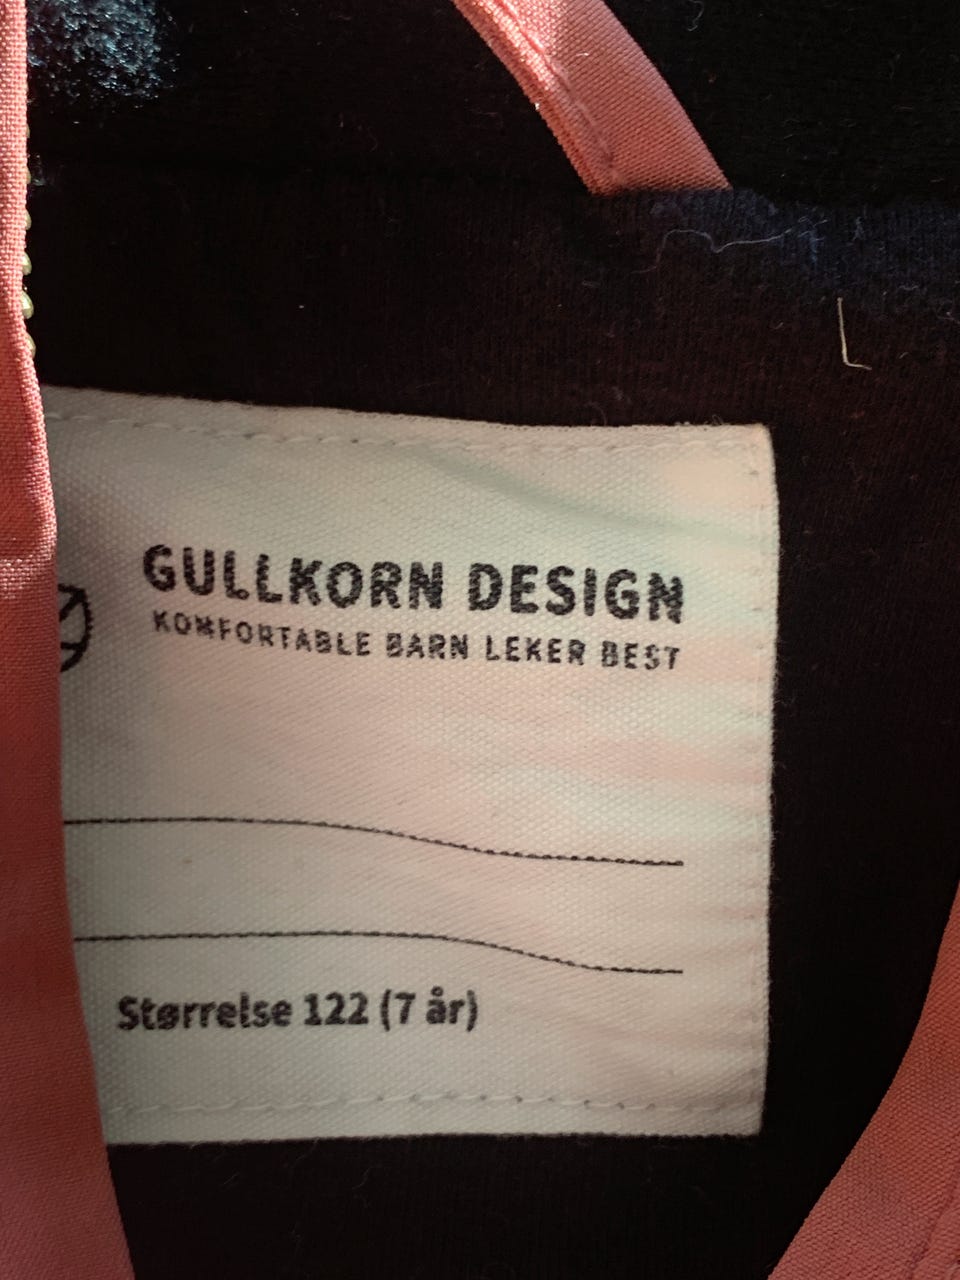 GULLKORN DESIGN
KOMFORTABLE BARN LEKER BEST
Størrelse 122 (7 år)